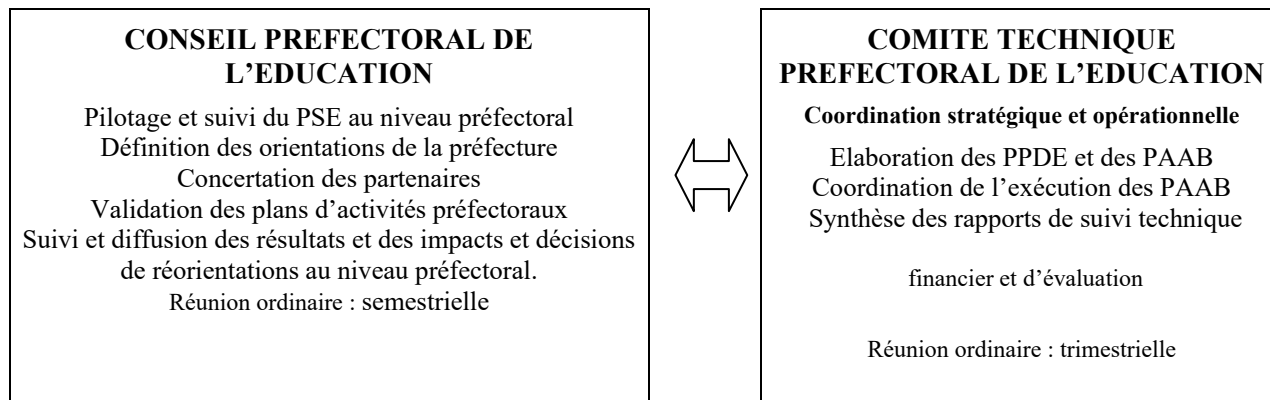 CONSEIL PREFECTORAL DE
L’EDUCATION
Pilotage et suivi du PSE au niveau préfectoral
Définition des orientations de la préfecture
Concertation des partenaires
Validation des plans d’activités préfectoraux
Suivi et diffusion des résultats et des impacts et décisions
de réorientations au niveau préfectoral.
Réunion ordinaire : semestrielle
COMITE TECHNIQUE
PREFECTORAL DE L’EDUCATION
Coordination stratégique et opérationnelle
Elaboration des PPDE et des PAAB
Coordination de l’exécution des PAAB
Synthèse des rapports de suivi technique
financier et d’évaluation
Réunion ordinaire : trimestrielle